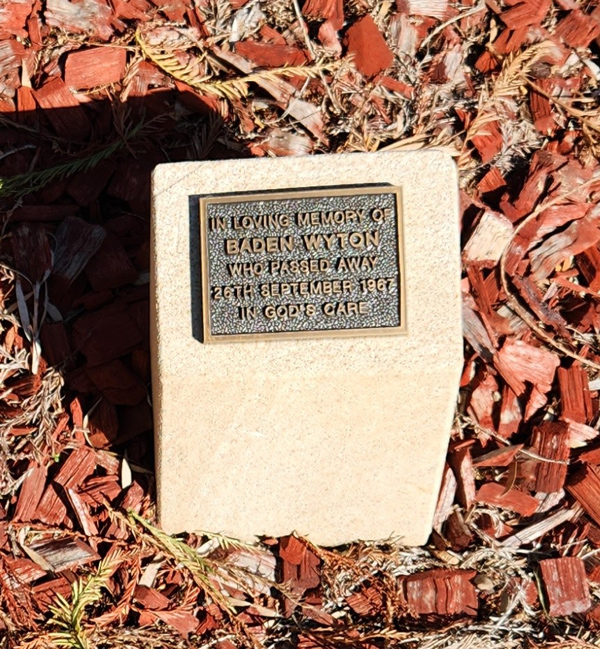 IN LOVING MEMORY OF
BADEN WYTON
WHO PASSED AWAY
26TH SEPTEMBER 1967
IN GOD'S CARE